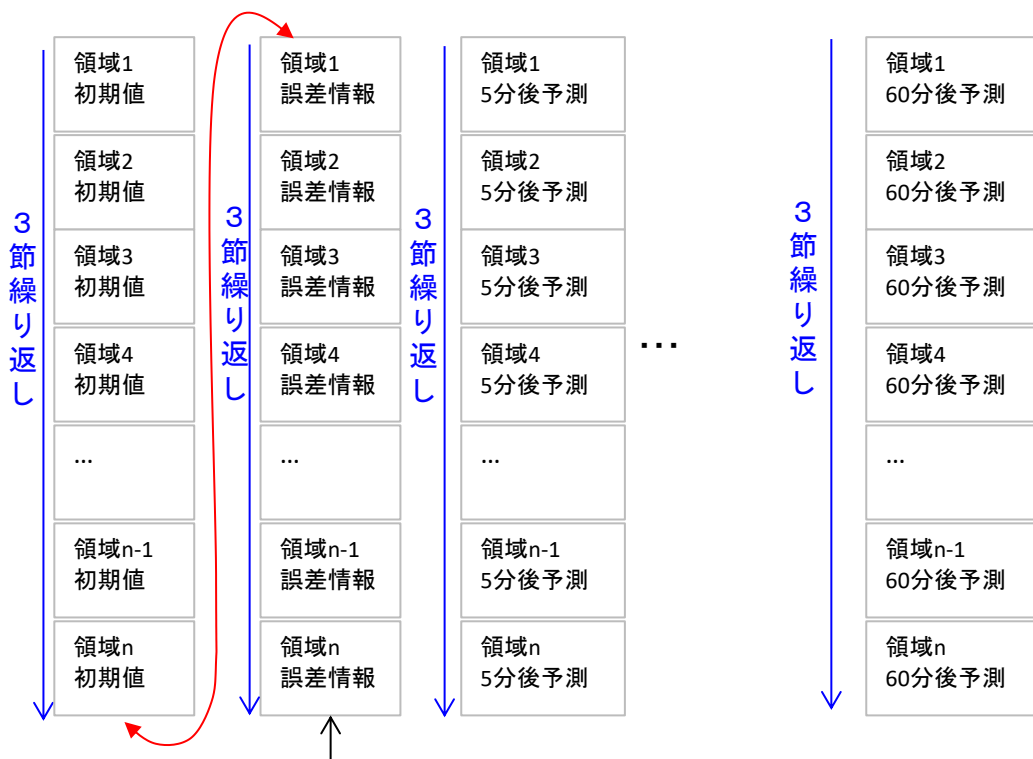 3節繰り返し
領域1
初期値
領域2
初期値
領域3
初期値
領域4
初期値
...
領域n-1
初期値
領域n
初期値
3節繰り返し
領域1
誤差情報
領域2
誤差情報
領域3
誤差情報
領域4
誤差情報
...
領域n-1
誤差情報
領域n
誤差情報
3節繰り返し
領域1
5分後予測
領域2
5分後予測
領域3
5分後予測
領域4
5分後予測
...
領域n-1
5分後予測
領域n
5分後予測
...
3節繰り返し
領域1
60分後予測
領域2
60分後予測
領域3
60分後予測
領域4
60分後予測
...
領域n-1
60分後予測
領域n
60分後予測